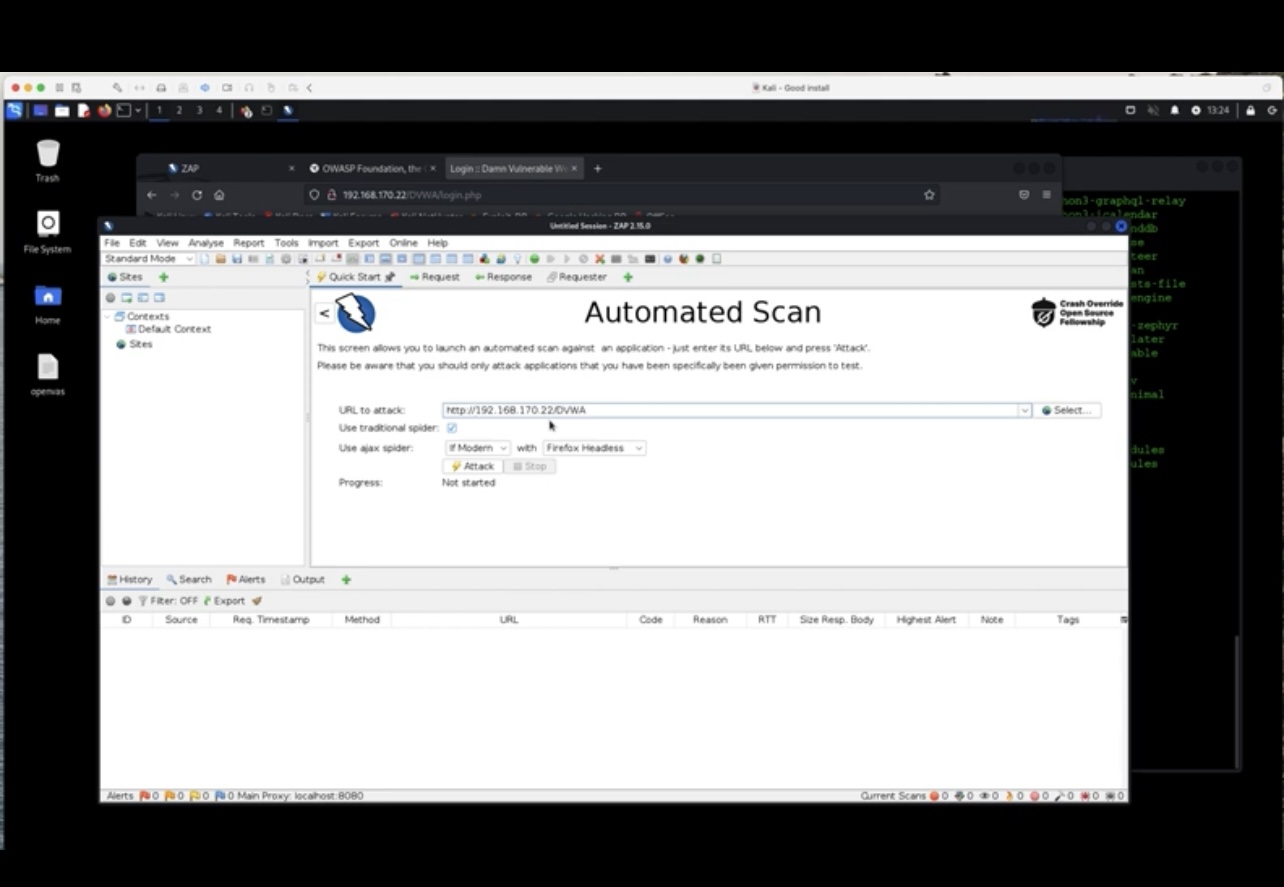 Kali - Good install
1 2 3 4
13:24
Trash
File System
Home
openvas
ZAP
OWASP Foundation, the
Login :: Damn Vulnerable We
192.168.170.22/DVWA/login.php
hon3-graphql-relay
nddb
se
teer
an
sts-file
engine
-zephyr
later
able
v
nimal
dules
ules
Untitled Session - ZAP 2.15.0
File Edit View Analyse Report Tools Import Export Online Help
Standard Mode
Sites
Quick Start Request Response Requester
Contexts
Default Context
Sites
<
Automated Scan
Crash Override
Open Source
Fellowship
This screen allows you to launch an automated scan against an application - just enter its URL below and press 'Attack'.
Please be aware that you should only attack applications that you have been specifically been given permission to test.
URL to attack: http://192.168.170.22/DVWA Select...
Use traditional spider:
Use ajax spider: If Modern with Firefox Headless
Attack Stop
Progress: Not started
History Search Alerts Output
Filter: OFF Export
ID Source Req. Timestamp Method URL Code Reason RTT Size Resp. Body Highest Alert Note Tags
Alerts 0 0 0 0 Main Proxy: localhost:8080
Current Scans 0 0 0 0 0 0 0 0